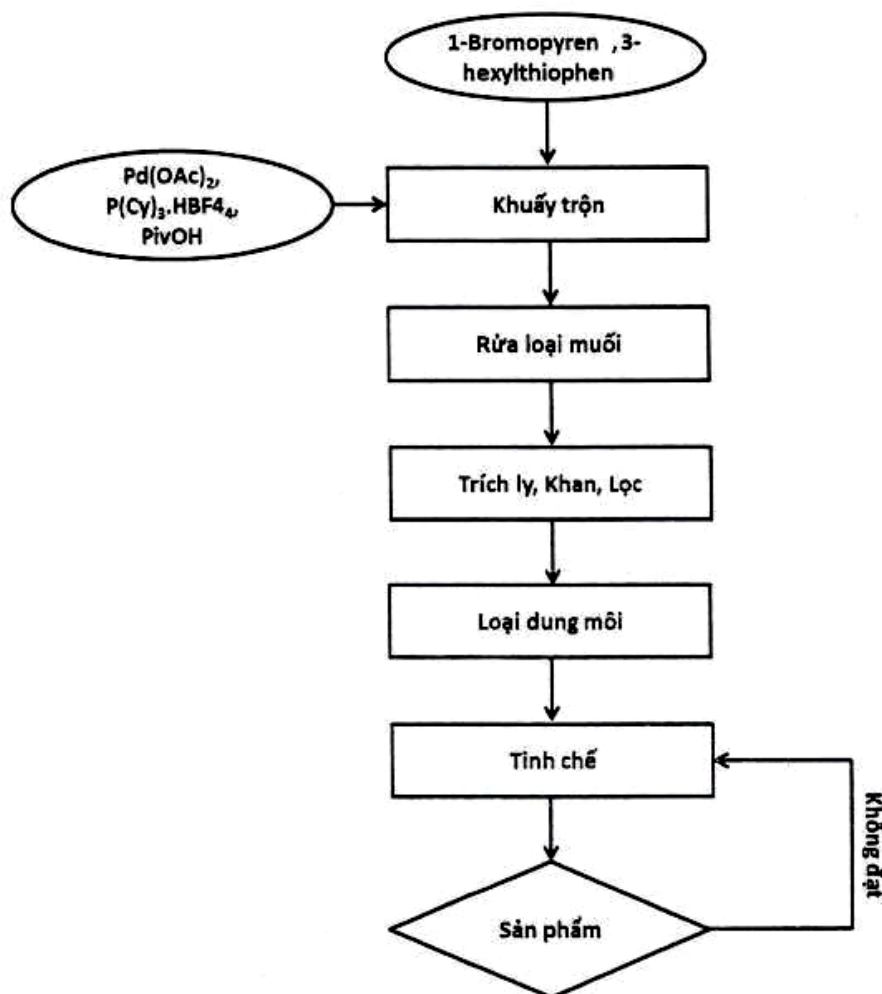 1-Bromopyren ,3-
hexylthiophen
Pd(OAc)₂,
P(Cy)₃.HBF4₄,
PivOH
Khuấy trộn
Rửa loại muối
Trích ly, Khan, Lọc
Loại dung môi
Tinh chế
Không đạt
Sản phẩm